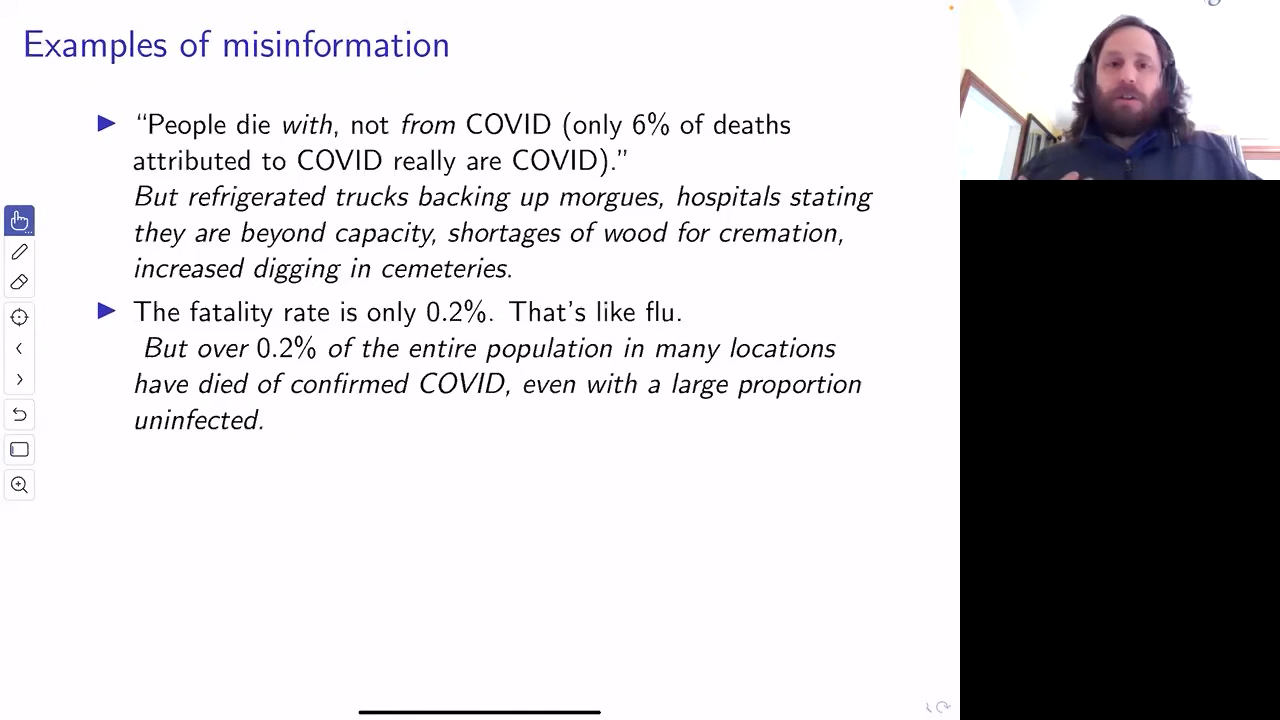 Examples of misinformation
“People die with, not from COVID (only 6% of deaths
attributed to COVID really are COVID).”
But refrigerated trucks backing up morgues, hospitals stating
they are beyond capacity, shortages of wood for cremation,
increased digging in cemeteries.
The fatality rate is only 0.2%. That’s like flu.
But over 0.2% of the entire population in many locations
have died of confirmed COVID, even with a large proportion
uninfected.